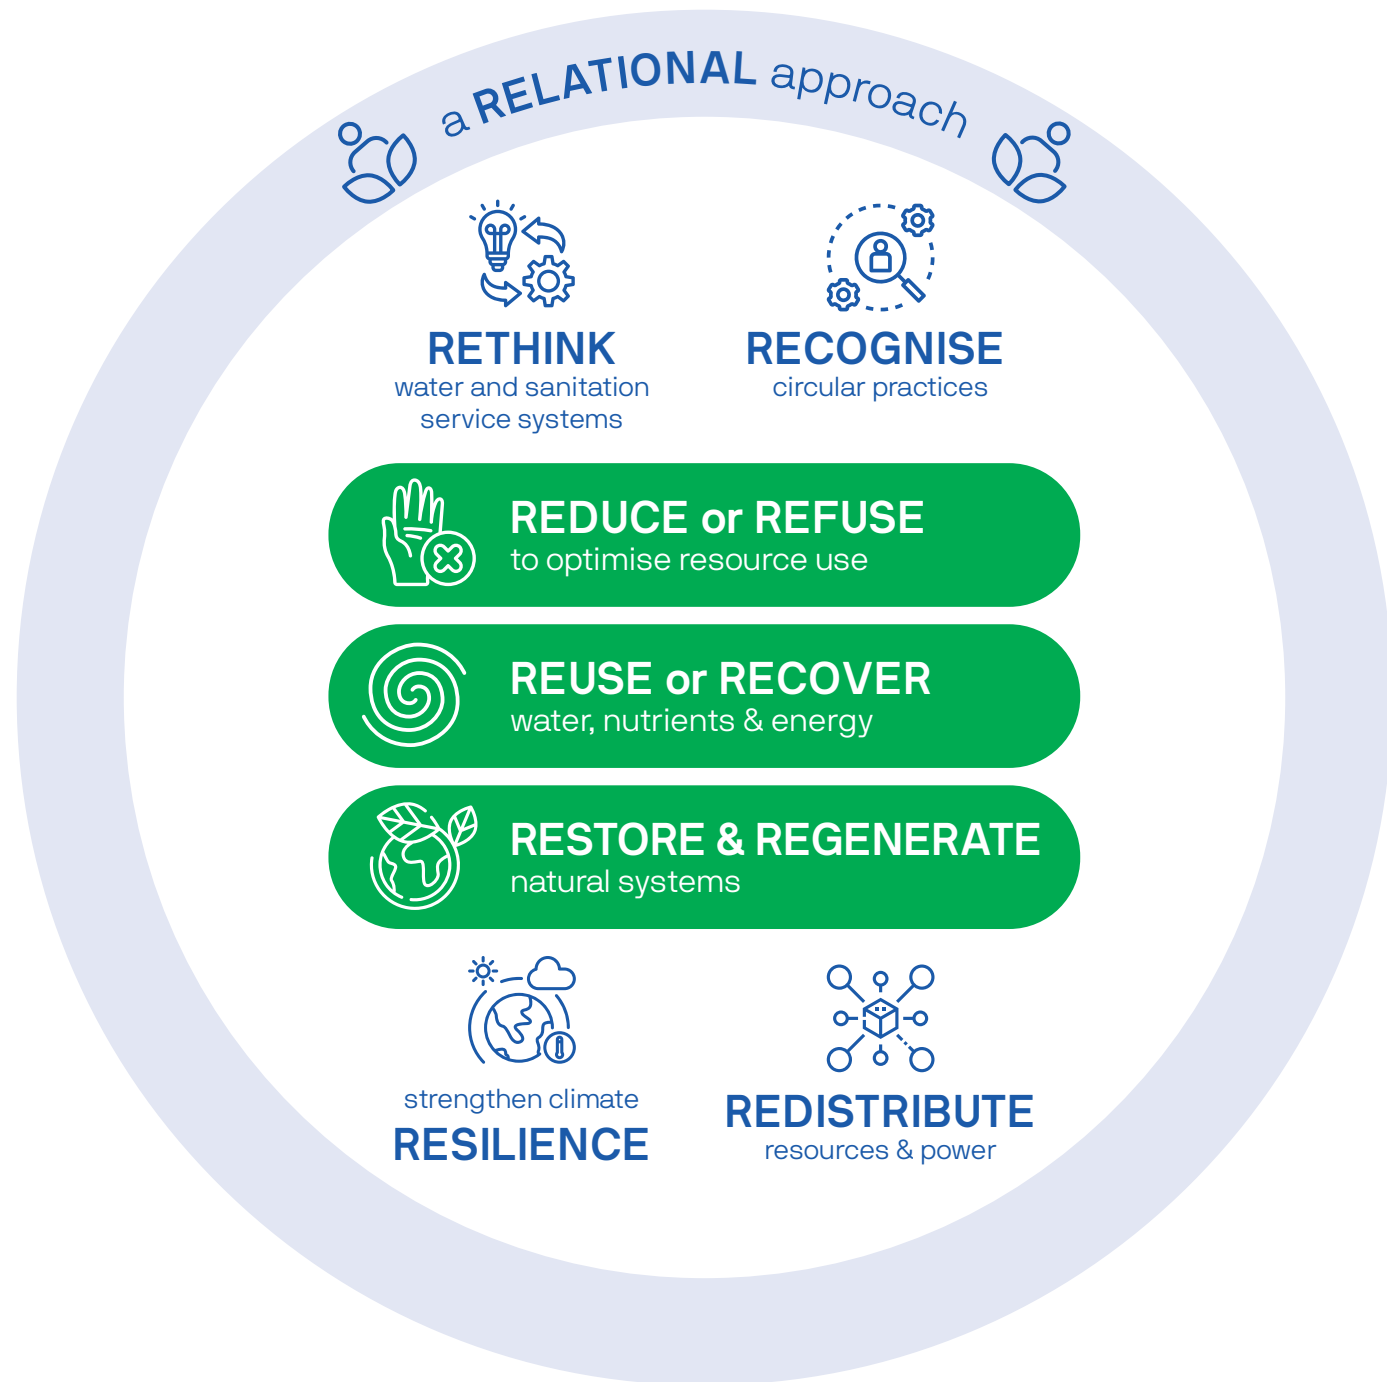 a RELATIONAL approach
RETHINK
water and sanitation
service systems
RECOGNISE
circular practices
REDUCE or REFUSE
to optimise resource use
REUSE or RECOVER
water, nutrients & energy
RESTORE & REGENERATE
natural systems
strengthen climate
RESILIENCE
REDISTRIBUTE
resources & power